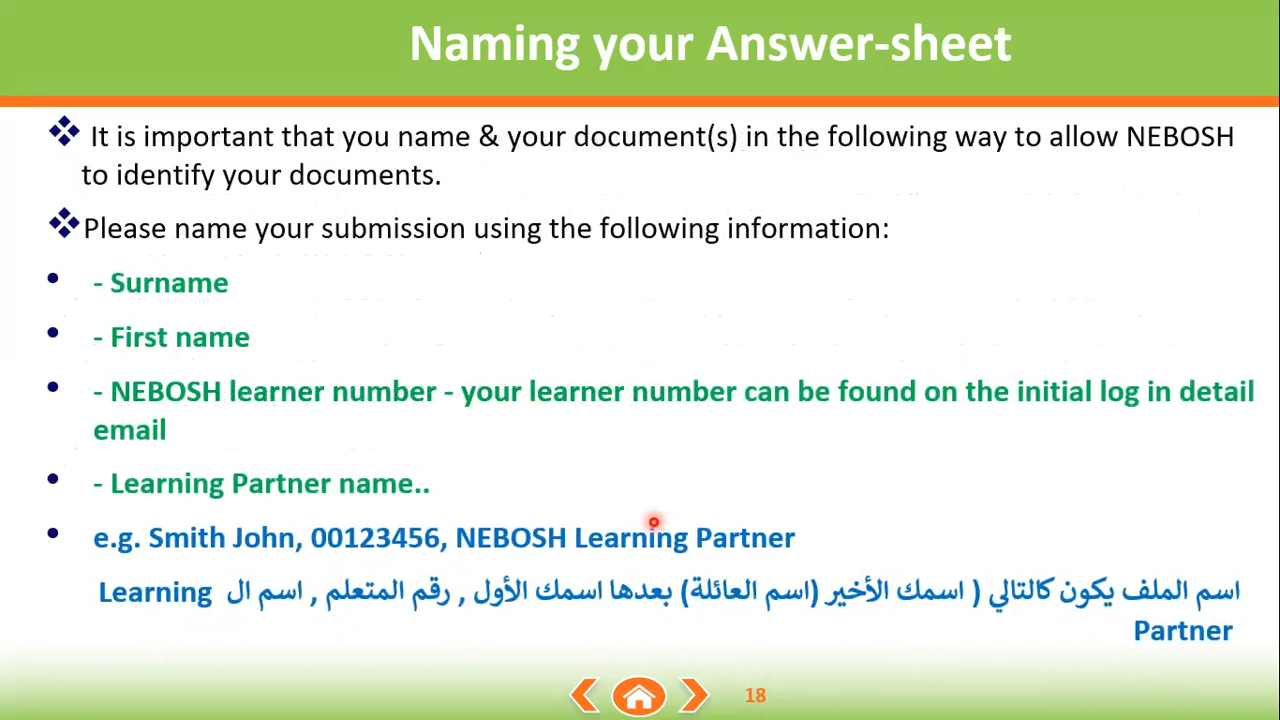 Naming your Answer-sheet
❖ It is important that you name & your document(s) in the following way to allow NEBOSH
to identify your documents.
❖Please name your submission using the following information:
• - Surname
• - First name
• - NEBOSH learner number - your learner number can be found on the initial log in detail
email
• - Learning Partner name..
• e.g. Smith John, 00123456, NEBOSH Learning Partner
اسم الملف يكون كالتالي ( اسمك الأخير (اسم العائلة) بعدها اسمك الأول , رقم المتعلم , اسم ال Learning
Partner
18